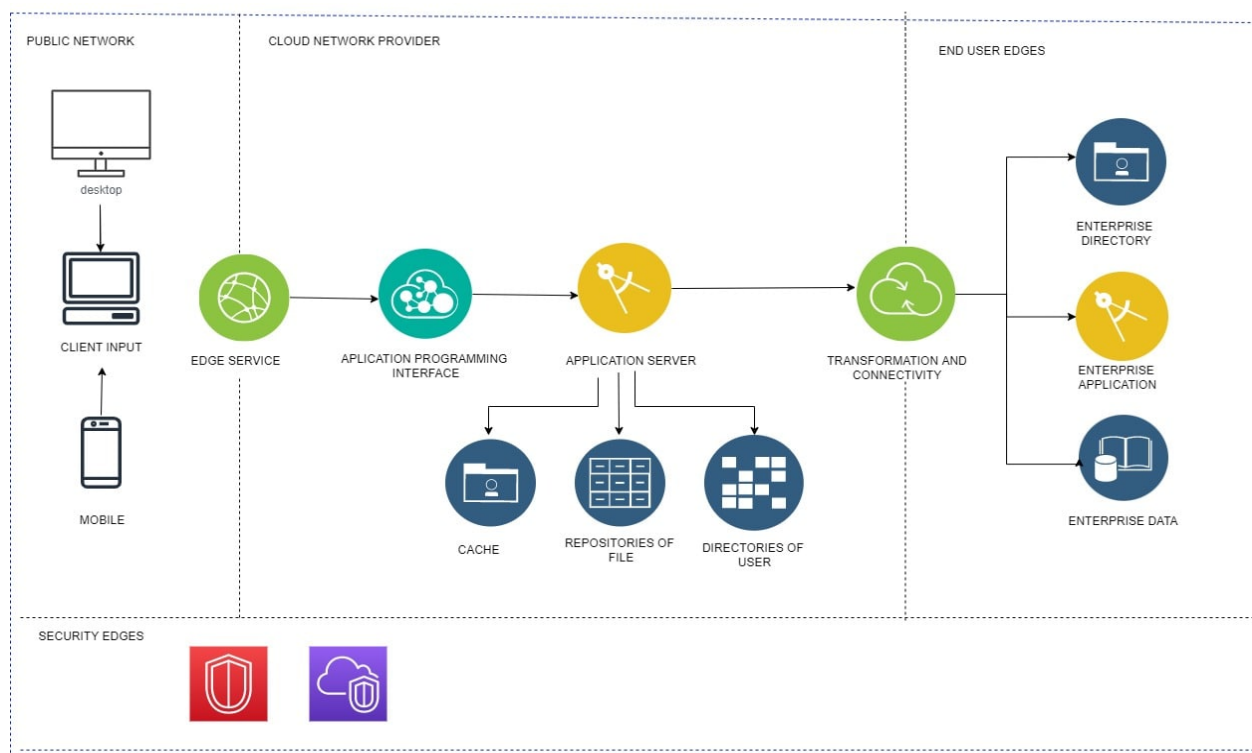 PUBLIC NETWORK
CLOUD NETWORK PROVIDER
END USER EDGES
desktop
CLIENT INPUT
MOBILE
EDGE SERVICE
APLICATION PROGRAMMING
INTERFACE
APPLICATION SERVER
TRANSFORMATION AND
CONNECTIVITY
CACHE
REPOSITORIES OF
FILE
DIRECTORIES OF
USER
ENTERPRISE
DIRECTORY
ENTERPRISE
APPLICATION
ENTERPRISE DATA
SECURITY EDGES